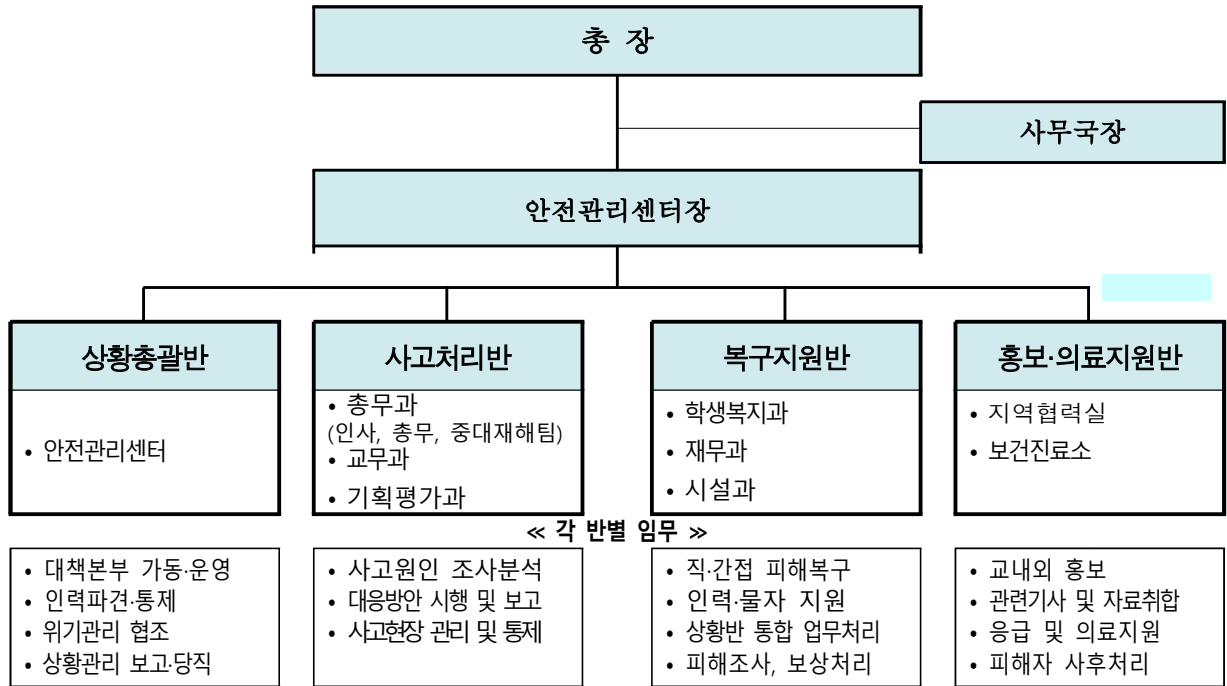 총 장
사무국장
안전관리센터장
상황총괄반
• 안전관리센터
사고처리반
• 총무과
(인사, 총무, 중대재해팀)
• 교무과
• 기획평가과
복구지원반
• 학생복지과
• 재무과
• 시설과
홍보·의료지원반
• 지역협력실
• 보건진료소
≪ 각 반별 임무 ≫
• 대책본부 가동·운영
• 인력파견·통제
• 위기관리 협조
• 상황관리 보고·당직
• 사고원인 조사분석
• 대응방안 시행 및 보고
• 사고현장 관리 및 통제
• 직·간접 피해복구
• 인력·물자 지원
• 상황반 통합 업무처리
• 피해조사, 보상처리
• 교내외 홍보
• 관련기사 및 자료취합
• 응급 및 의료지원
• 피해자 사후처리